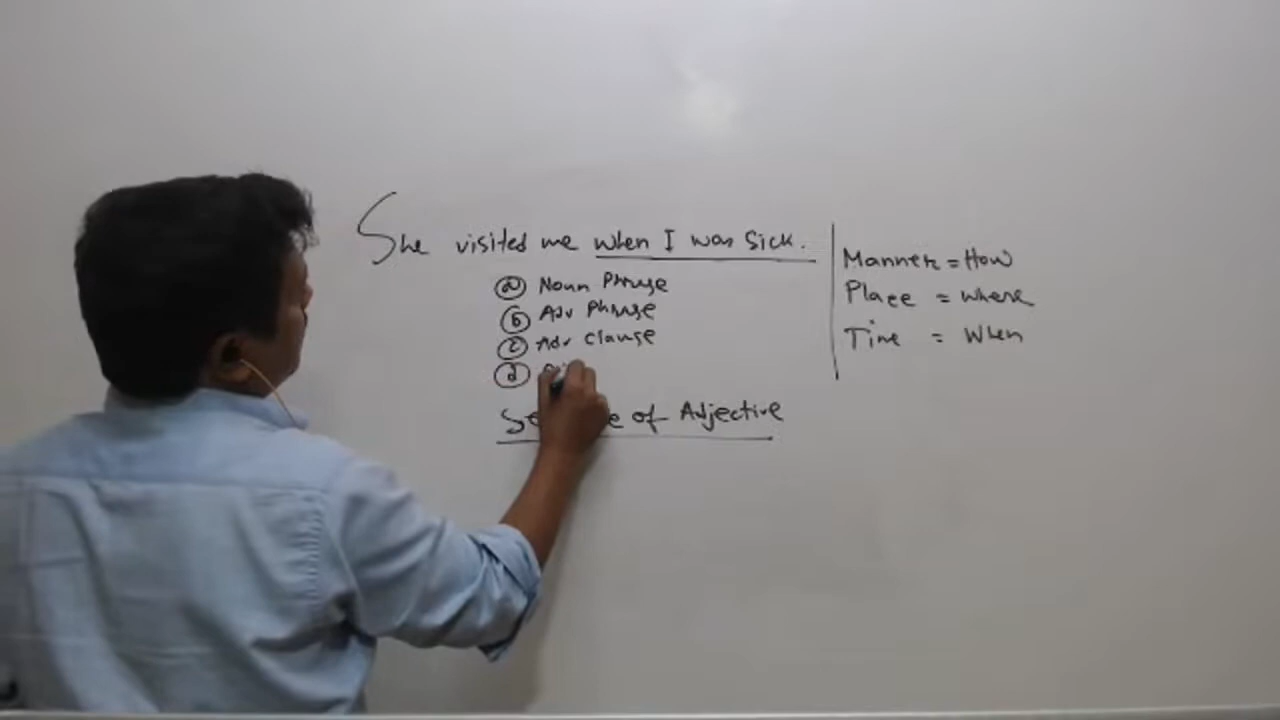 She visited me when I was sick.
ⓐ Noun Phrase
ⓑ Adv Phrase
ⓒ Adv Clause
ⓓ
of Adjective
Manner = How
Place = Where
Time = When